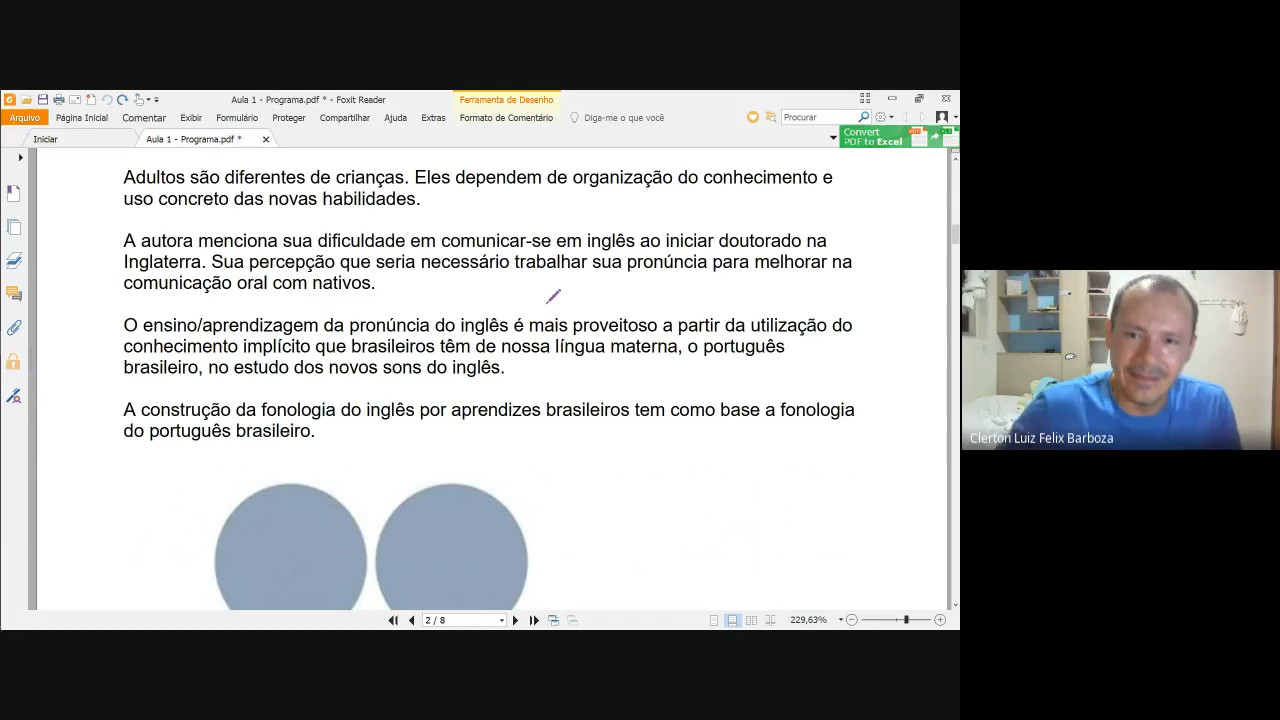 Aula 1 - Programa.pdf * - Foxit Reader
Ferramenta de Desenho
Arquivo Página Inicial Comentar Exibir Formulário Proteger Compartilhar Ajuda Extras Formato de Comentário Diga-me o que você Procurar
Iniciar Aula 1 - Programa.pdf * Convert
PDF to Excel
Adultos são diferentes de crianças. Eles dependem de organização do conhecimento e
uso concreto das novas habilidades.
A autora menciona sua dificuldade em comunicar-se em inglês ao iniciar doutorado na
Inglaterra. Sua percepção que seria necessário trabalhar sua pronúncia para melhorar na
comunicação oral com nativos.
O ensino/aprendizagem da pronúncia do inglês é mais proveitoso a partir da utilização do
conhecimento implícito que brasileiros têm de nossa língua materna, o português
brasileiro, no estudo dos novos sons do inglês.
A construção da fonologia do inglês por aprendizes brasileiros tem como base a fonologia
do português brasileiro.
2 / 8
229,63%
Clerton Luiz Felix Barboza